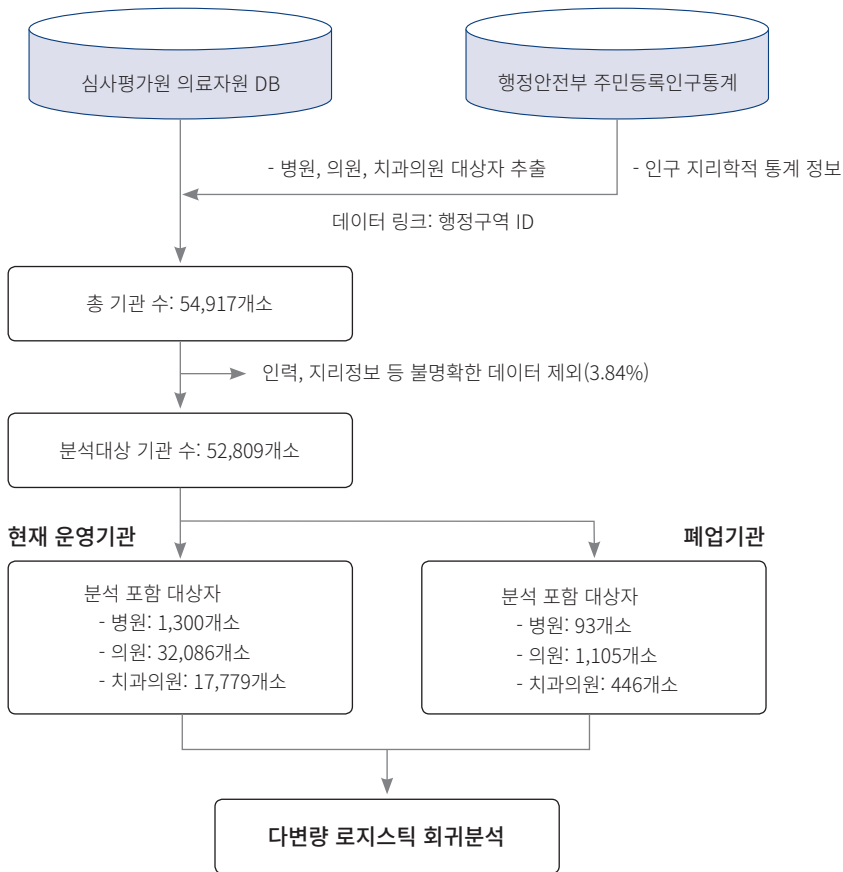 심사평가원 의료자원 DB
행정안전부 주민등록인구통계
- 병원, 의원, 치과의원 대상자 추출
- 인구 지리학적 통계 정보
데이터 링크: 행정구역 ID
총 기관 수: 54,917개소
인력, 지리정보 등 불명확한 데이터 제외(3.84%)
분석대상 기관 수: 52,809개소
현재 운영기관
분석 포함 대상자
- 병원: 1,300개소
- 의원: 32,086개소
- 치과의원: 17,779개소
폐업기관
분석 포함 대상자
- 병원: 93개소
- 의원: 1,105개소
- 치과의원: 446개소
다변량 로지스틱 회귀분석